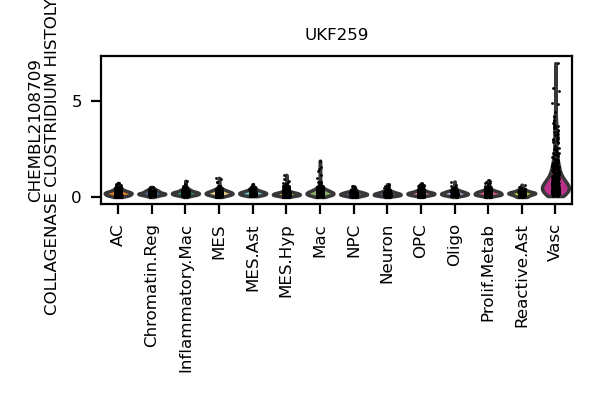 UKF259
CHEMBL2108709
COLLAGENASE CLOSTRIDIUM HISTOLY
5
0
AC
Chromatin.Reg
Inflammatory.Mac
MES
MES.Ast
MES.Hyp
Mac
NPC
Neuron
OPC
Oligo
Prolif.Metab
Reactive.Ast
Vasc